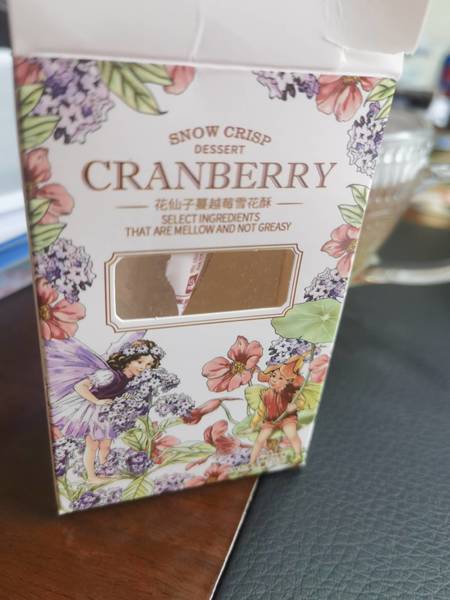 SNOW CRISP
DESSERT
CRANBERRY
花仙子蔓越莓雪花酥
SELECT INGREDIENTS
THAT ARE MELLOW AND NOT GREASY